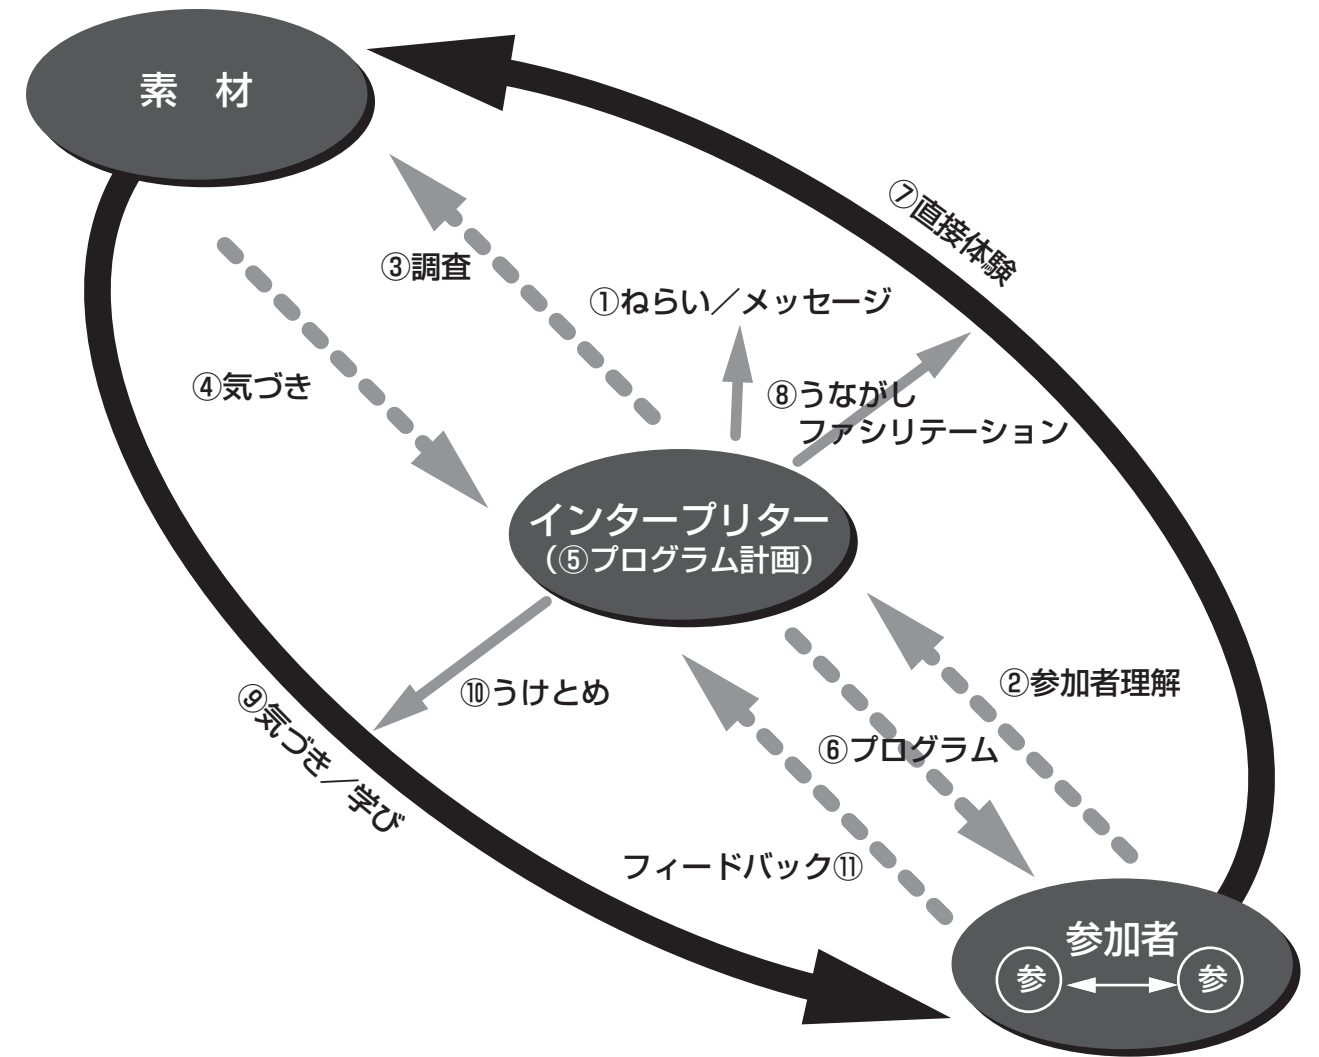 素　材
⑦直接体験
③調査
①ねらい／メッセージ
④気づき
⑧うながし
ファシリテーション
インタープリター
（⑤プログラム計画）
②参加者理解
⑩うけとめ
⑨気づき／学び
⑥プログラム
フィードバック⑪
参加者
参
参